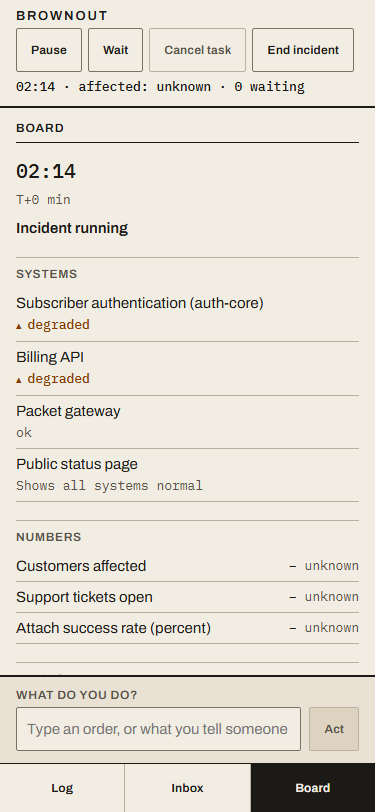 BROWNOUT
Pause Wait Cancel task End incident
02:14 · affected: unknown · 0 waiting
BOARD
02:14
T+0 min
Incident running
SYSTEMS
Subscriber authentication (auth-core)
▲ degraded
Billing API
▲ degraded
Packet gateway
ok
Public status page
Shows all systems normal
NUMBERS
Customers affected – unknown
Support tickets open – unknown
Attach success rate (percent) – unknown
WHAT DO YOU DO?
Type an order, or what you tell someone Act
Log Inbox Board